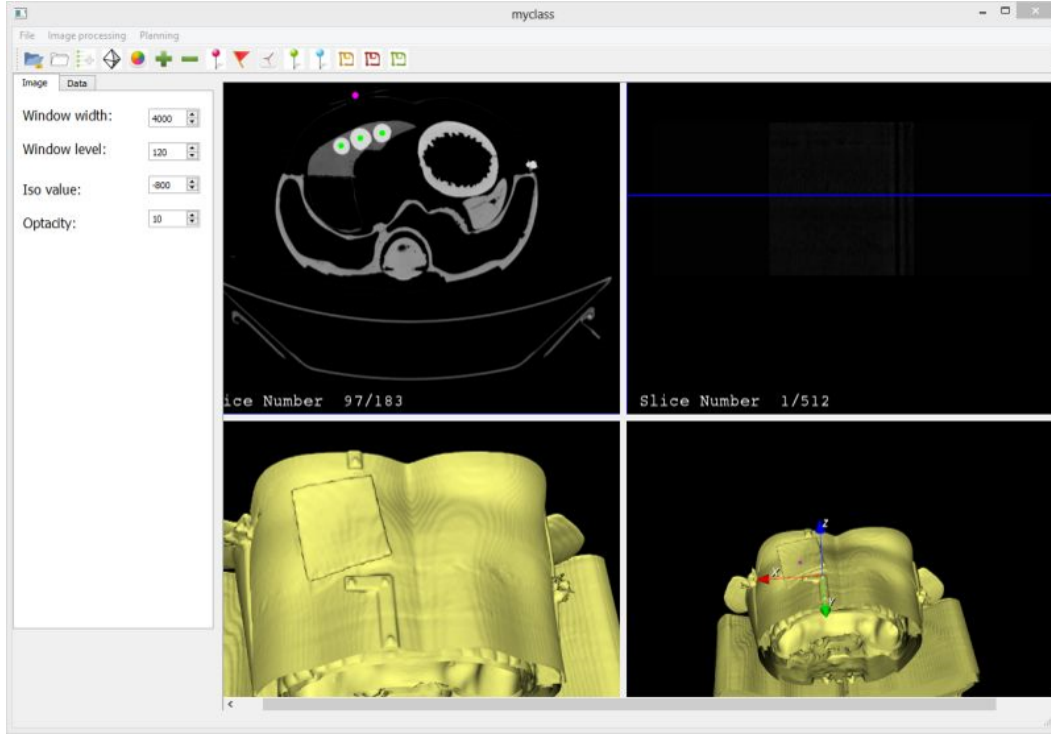 myclass
File Image processing Planning
Image Data
Window width: 4000
Window level: 120
Iso value: -800
Optacity: 10
ice Number 97/183
Slice Number 1/512
Z
X
Y